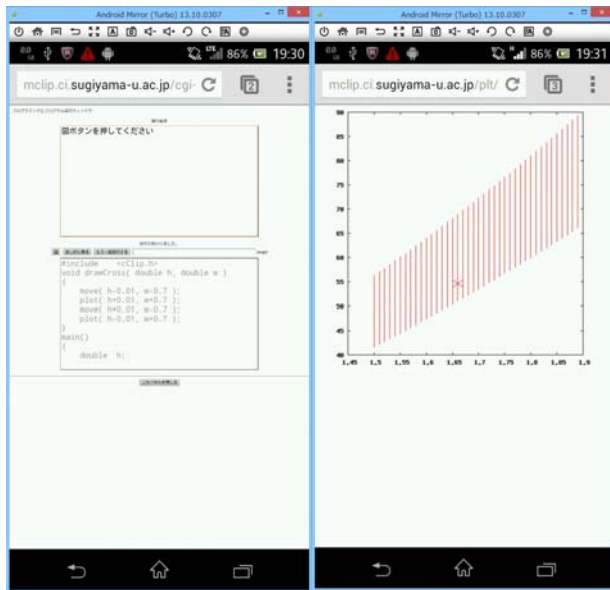 Android Mirror (Turbo) 13.10.0307
86% 19:30
mclip.ci.sugiyama-u.ac.jp/cgi-
2
図ボタンを押してください
#include <cClip.h>
void drawCross( double h, double w )
{
move( h-0.01, w-0.7 );
plot( h+0.01, w+0.7 );
move( h+0.01, w-0.7 );
plot( h-0.01, w+0.7 );
}
main()
{
double h;
Android Mirror (Turbo) 13.10.0307
86% 19:31
mclip.ci.sugiyama-u.ac.jp/plt/
3
90
85
80
75
70
65
60
55
50
45
40
1.45 1.5 1.55 1.6 1.65 1.7 1.75 1.8 1.85 1.9